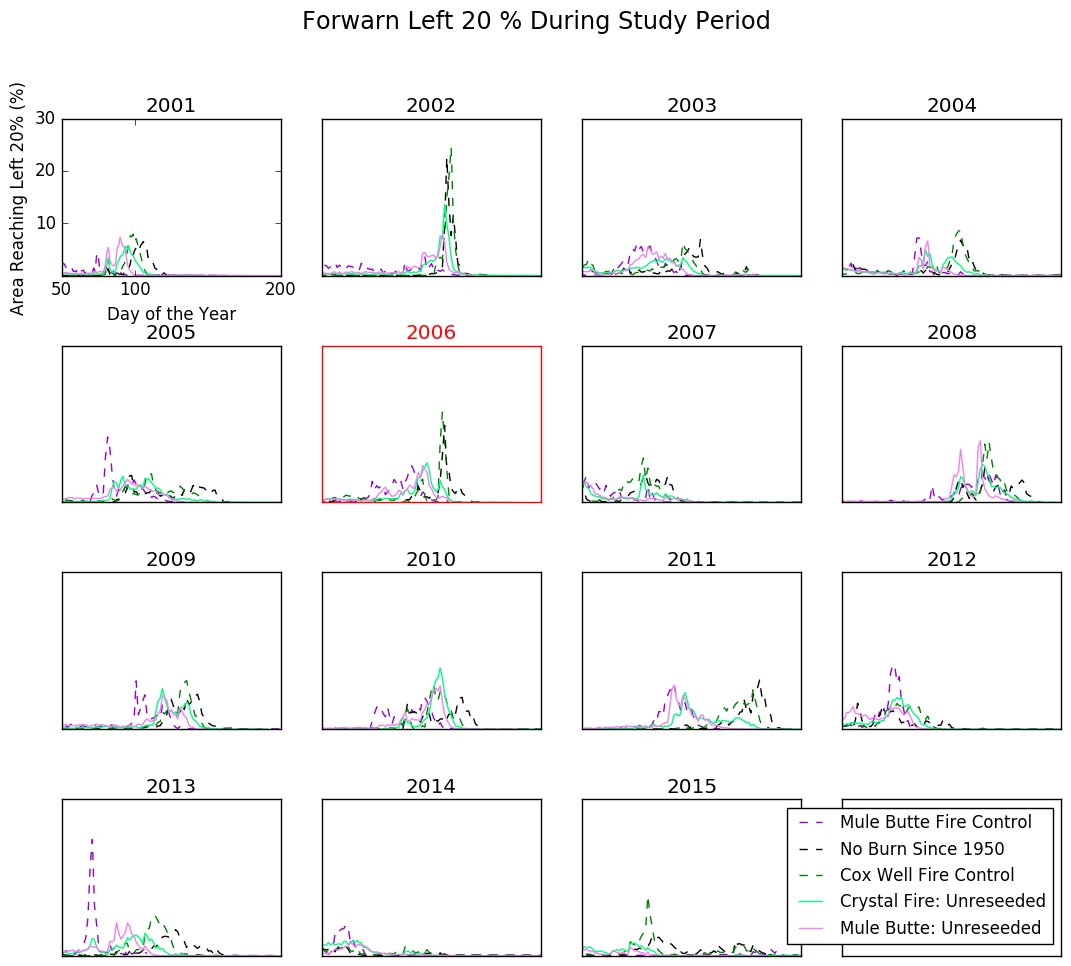 Forwarn Left 20 % During Study Period
2001
2002
2003
2004
Area Reaching Left 20% (%)
30
20
10
50
100
200
Day of the Year
2005
2006
2007
2008
2009
2010
2011
2012
2013
2014
2015
Mule Butte Fire Control
No Burn Since 1950
Cox Well Fire Control
Crystal Fire: Unreseeded
Mule Butte: Unreseeded